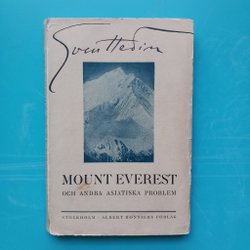 Sven Hedin
MOUNT EVEREST
OCH ANDRA ASIATISKA PROBLEM
STOCKHOLM · ALBERT BONNIERS FÖRLAG